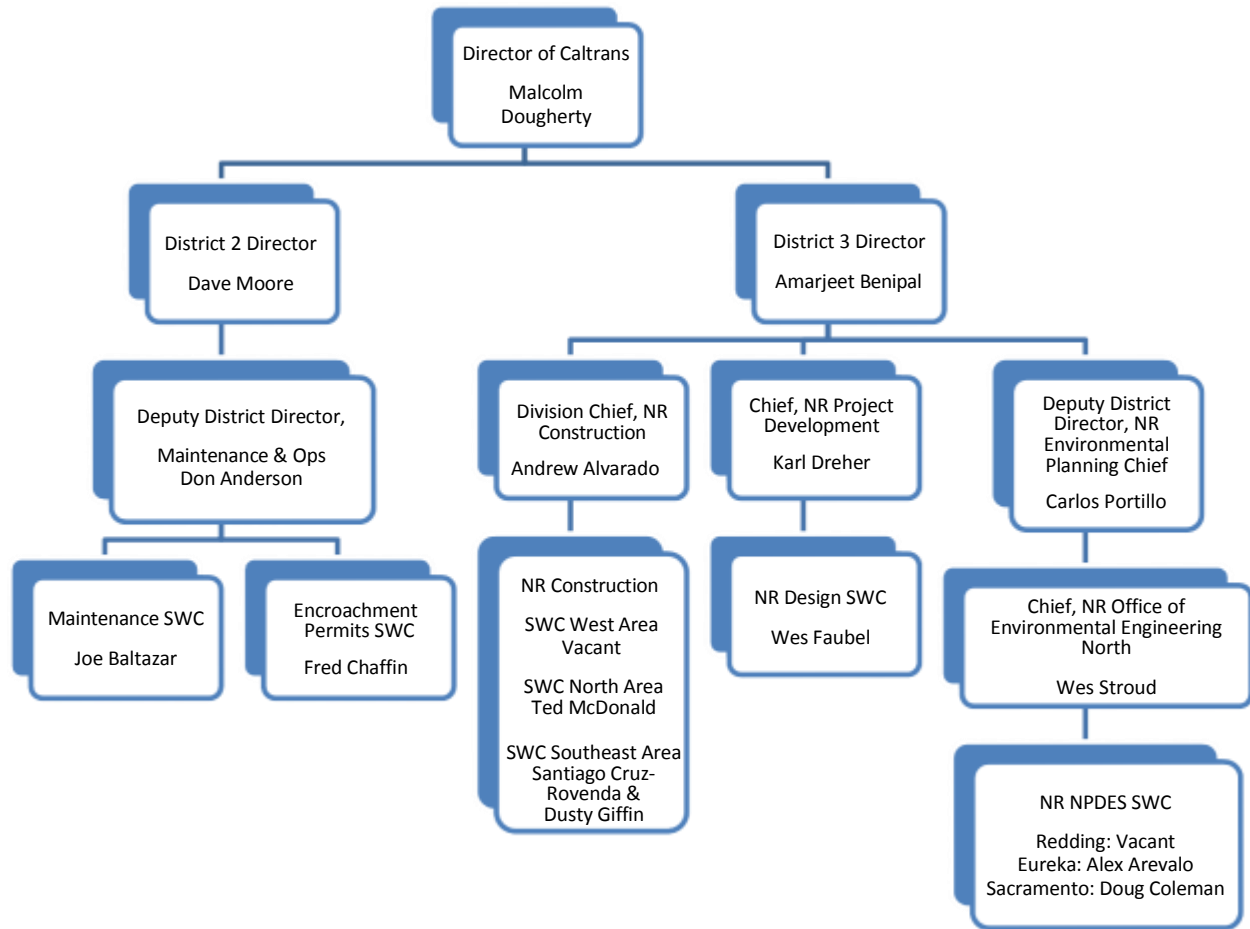 Director of Caltrans
Malcolm
Dougherty
District 2 Director
Dave Moore
District 3 Director
Amarjeet Benipal
Deputy District Director,
Maintenance & Ops
Don Anderson
Division Chief, NR
Construction
Andrew Alvarado
Chief, NR Project
Development
Karl Dreher
Deputy District
Director, NR
Environmental
Planning Chief
Carlos Portillo
Maintenance SWC
Joe Baltazar
Encroachment
Permits SWC
Fred Chaffin
NR Construction
SWC West Area
Vacant
SWC North Area
Ted McDonald
SWC Southeast Area
Santiago Cruz-
Rovenda &
Dusty Giffin
NR Design SWC
Wes Faubel
Chief, NR Office of
Environmental Engineering
North
Wes Stroud
NR NPDES SWC
Redding: Vacant
Eureka: Alex Arevalo
Sacramento: Doug Coleman